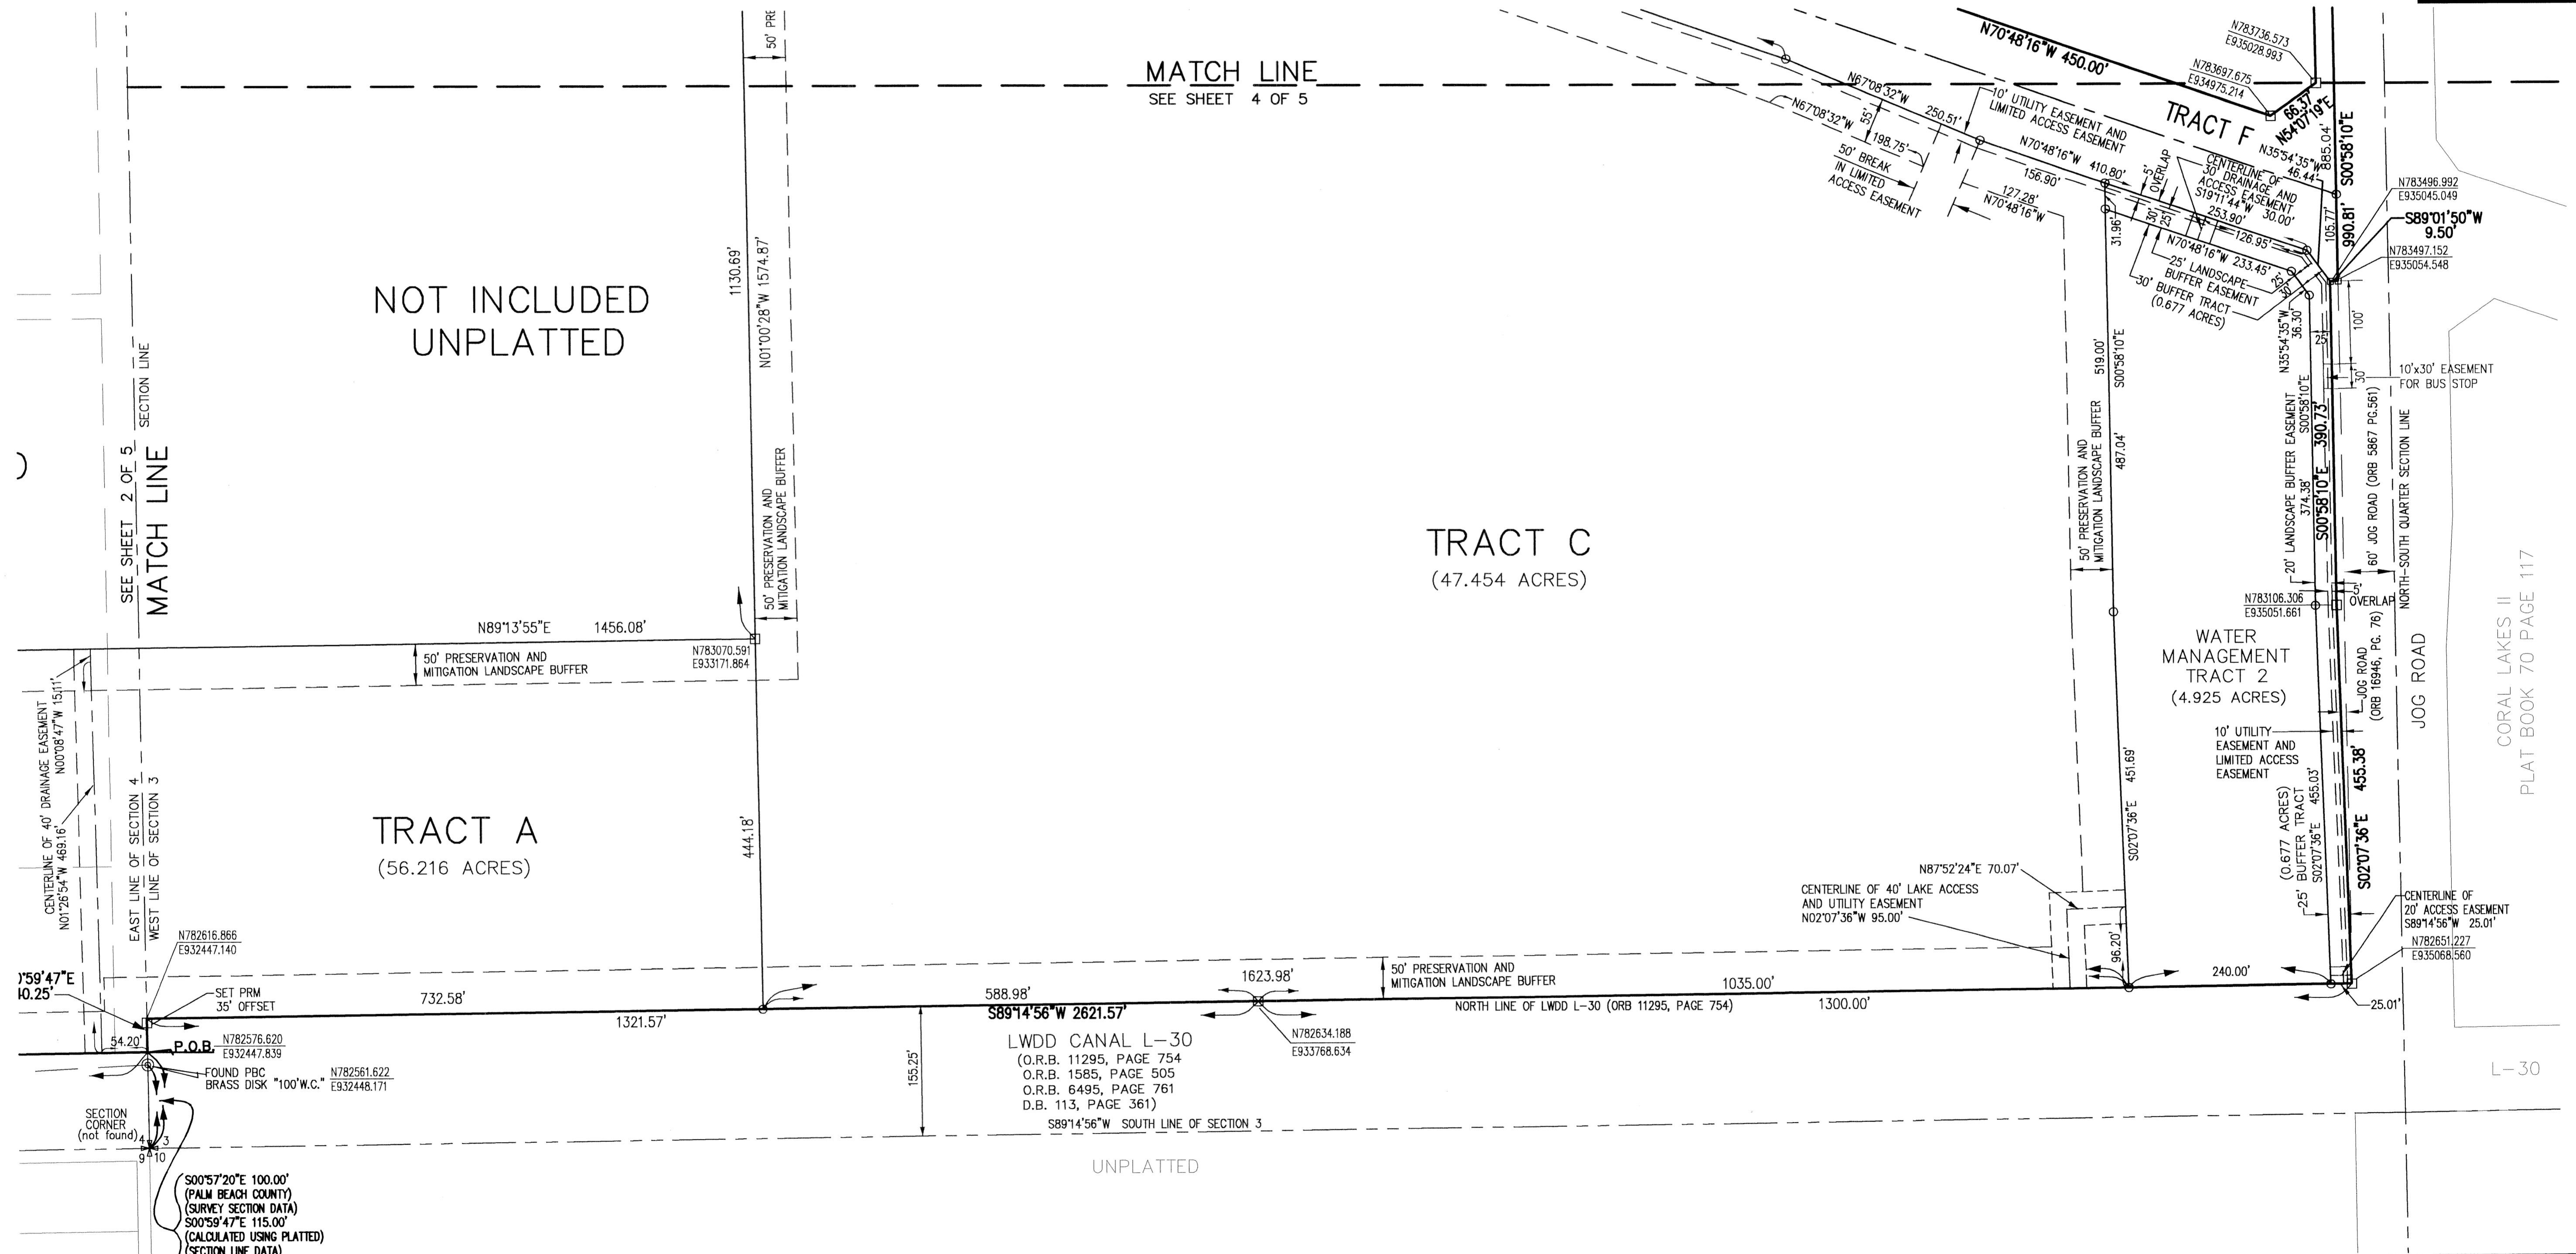 MATCH LINE
SEE SHEET 4 OF 5
50' PRE
N70°48'16"W 450.00'
N783736.573
E935028.993
N783697.675
E934975.214
66.37'
N54°07'19"E
TRACT F
885.04'
S00°58'10"E
N67°08'32"W
250.51'
N67°08'32"W
55'
198.75'
10' UTILITY EASEMENT AND
LIMITED ACCESS EASEMENT
50' BREAK
IN LIMITED
ACCESS EASEMENT
N70°48'16"W 410.80'
156.90'
127.28'
N70°48'16"W
5'
OVERLAP
N35°54'35"W
46.44'
CENTERLINE OF
30' DRAINAGE AND
ACCESS EASEMENT
S19°11'44"W 30.00'
253.90'
126.95'
30'
25'
31.96'
N70°48'16"W 233.45'
25' LANDSCAPE
BUFFER EASEMENT
30' BUFFER TRACT
(0.677 ACRES)
25'
30'
105.77'
990.81'
N783496.992
E935045.049
S89°01'50"W
9.50'
N783497.152
E935054.548
100'
30'
10'x30' EASEMENT
FOR BUS STOP
N35°54'35"W
36.30'
25'
NOT INCLUDED
UNPLATTED
1130.69'
N01°00'28"W 1574.87'
SEE SHEET 2 OF 5
SECTION LINE
MATCH LINE
50' PRESERVATION AND
MITIGATION LANDSCAPE BUFFER
TRACT C
(47.454 ACRES)
519.00'
S00°58'10"E
50' PRESERVATION AND
MITIGATION LANDSCAPE BUFFER
487.04'
20' LANDSCAPE BUFFER EASEMENT
S00°58'10"E
374.38'
S00°58'10"E 390.73'
60' JOG ROAD (ORB 5867 PG.561)
NORTH-SOUTH QUARTER SECTION LINE
5'
OVERLAP
N783106.306
E935051.661
WATER
MANAGEMENT
TRACT 2
(4.925 ACRES)
JOG ROAD
(ORB 16946, PG. 76)
JOG ROAD
CORAL LAKES II
PLAT BOOK 70 PAGE 117
10' UTILITY
EASEMENT AND
LIMITED ACCESS
EASEMENT
N89°13'55"E 1456.08'
50' PRESERVATION AND
MITIGATION LANDSCAPE BUFFER
N783070.591
E933171.864
CENTERLINE OF 40' DRAINAGE EASEMENT
N00°08'47"W 15.11'
N01°26'54"W 469.16'
EAST LINE OF SECTION 4
WEST LINE OF SECTION 3
TRACT A
(56.216 ACRES)
444.18'
S02°07'36"E 451.69'
(0.677 ACRES)
25' BUFFER TRACT
S02°07'36"E 455.03'
S02°07'36"E 455.38'
N87°52'24"E 70.07'
CENTERLINE OF 40' LAKE ACCESS
AND UTILITY EASEMENT
N02°07'36"W 95.00'
96.20'
CENTERLINE OF
20' ACCESS EASEMENT
S89°14'56"W 25.01'
N782651.227
E935068.560
N782616.866
E932447.140
°59'47"E
40.25'
SET PRM
35' OFFSET
732.58'
1321.57'
588.98'
S89°14'56"W 2621.57'
1623.98'
50' PRESERVATION AND
MITIGATION LANDSCAPE BUFFER
1035.00'
NORTH LINE OF LWDD L-30 (ORB 11295, PAGE 754)
1300.00'
240.00'
25.01'
54.20'
P.O.B.
N782576.620
E932447.839
FOUND PBC
BRASS DISK "100'W.C."
N782561.622
E932448.171
155.25'
LWDD CANAL L-30
(O.R.B. 11295, PAGE 754
O.R.B. 1585, PAGE 505
O.R.B. 6495, PAGE 761
D.B. 113, PAGE 361)
N782634.188
E933768.634
L-30
SECTION
CORNER
(not found)
4 3
9 10
S89°14'56"W SOUTH LINE OF SECTION 3
UNPLATTED
S00°57'20"E 100.00'
(PALM BEACH COUNTY)
(SURVEY SECTION DATA)
S00°59'47"E 115.00'
(CALCULATED USING PLATTED)
(SECTION LINE DATA)